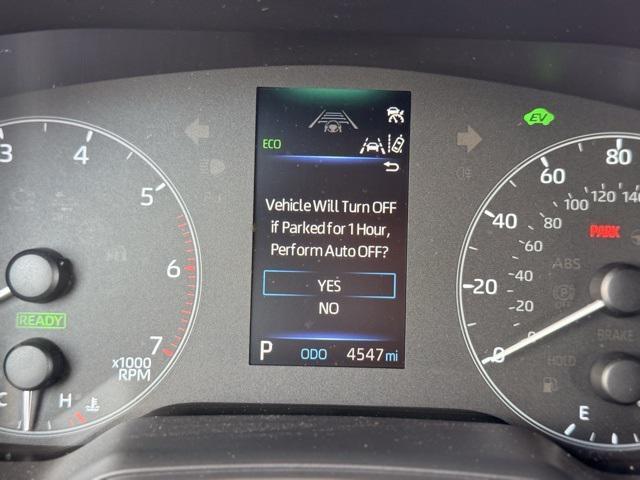 3
4
5
6
7
x1000
RPM
READY
C
H
ECO
Vehicle Will Turn OFF
if Parked for 1 Hour,
Perform Auto OFF?
YES
NO
P ODO 4547 mi
EV
80
60
40
20
0
140
120
100
80
60
40
20
PARK
ABS
BRAKE
HOLD
E